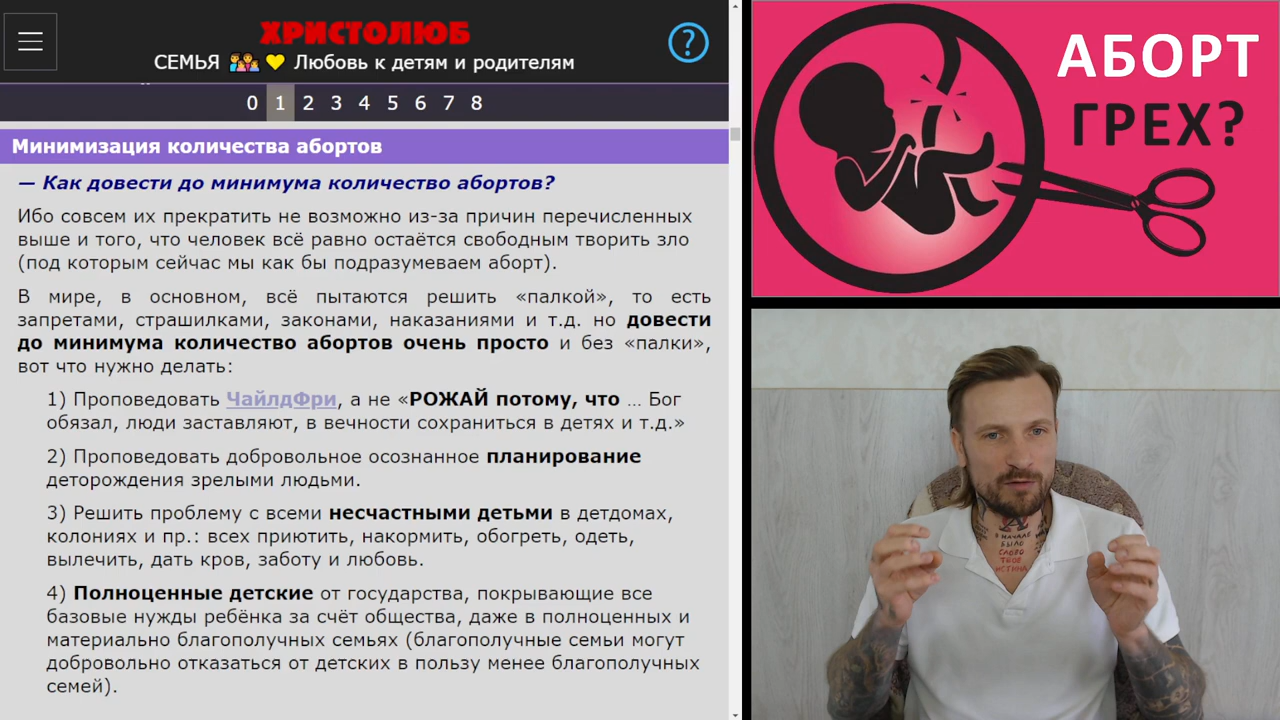 ХРИСТОЛЮБ
СЕМЬЯ 👨‍👩‍👧 💛 Любовь к детям и родителям
0 1 2 3 4 5 6 7 8
Минимизация количества абортов
— Как довести до минимума количество абортов?
Ибо совсем их прекратить не возможно из-за причин перечисленных
выше и того, что человек всё равно остаётся свободным творить зло
(под которым сейчас мы как бы подразумеваем аборт).
В мире, в основном, всё пытаются решить «палкой», то есть
запретами, страшилками, законами, наказаниями и т.д. но довести
до минимума количество абортов очень просто и без «палки»,
вот что нужно делать:
1) Проповедовать ЧайлдФри, а не «РОЖАЙ потому, что ... Бог
обязал, люди заставляют, в вечности сохраниться в детях и т.д.»
2) Проповедовать добровольное осознанное планирование
деторождения зрелыми людьми.
3) Решить проблему с всеми несчастными детьми в детдомах,
колониях и пр.: всех приютить, накормить, обогреть, одеть,
вылечить, дать кров, заботу и любовь.
4) Полноценные детские от государства, покрывающие все
базовые нужды ребёнка за счёт общества, даже в полноценных и
материально благополучных семьях (благополучные семьи могут
добровольно отказаться от детских в пользу менее благополучных
семей).
?
АБОРТ
ГРЕХ?
В НАЧАЛЕ
БЫЛО
СЛОВО
ТВОЕ
ИСТИНА